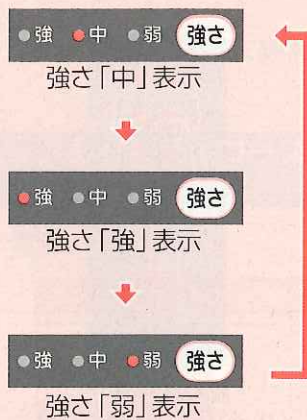 強 中 弱 強さ
強さ「中」表示
強 中 弱 強さ
強さ「強」表示
強 中 弱 強さ
強さ「弱」表示